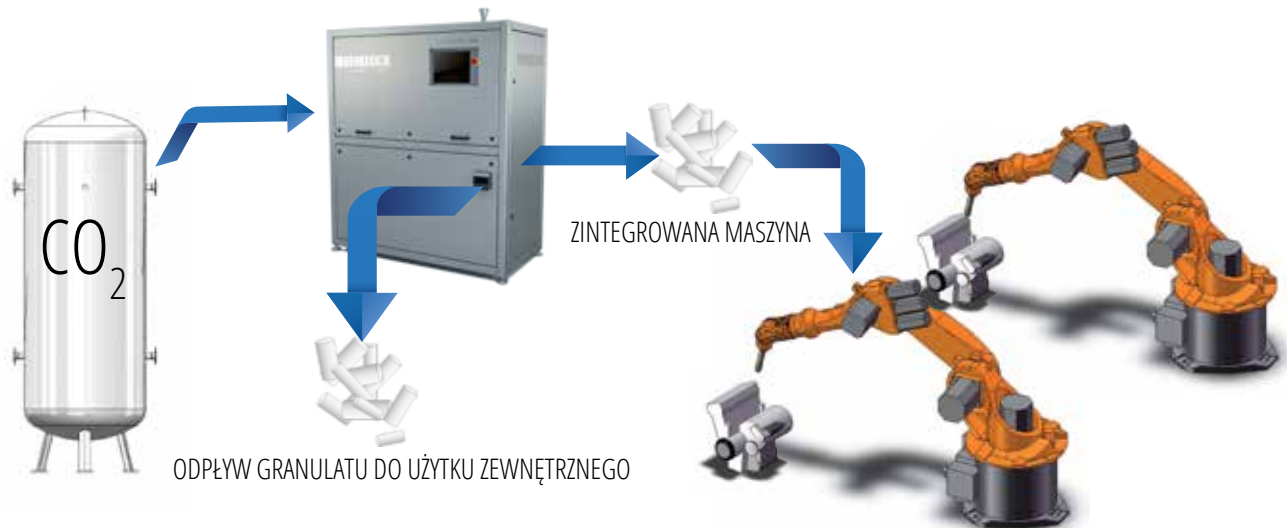 CO₂
ZINTEGROWANA MASZYNA
ODPŁYW GRANULATU DO UŻYTKU ZEWNĘTRZNEGO